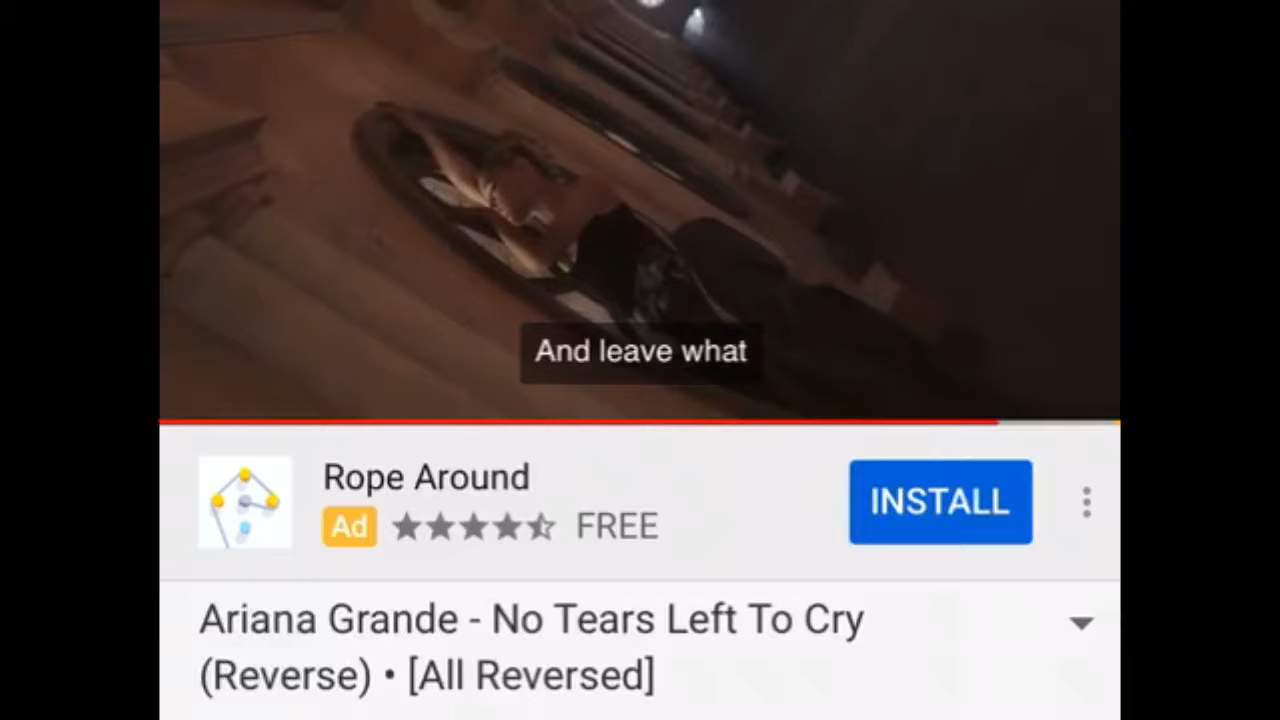 And leave what
Rope Around
Ad FREE
INSTALL
Ariana Grande - No Tears Left To Cry
(Reverse) • [All Reversed]